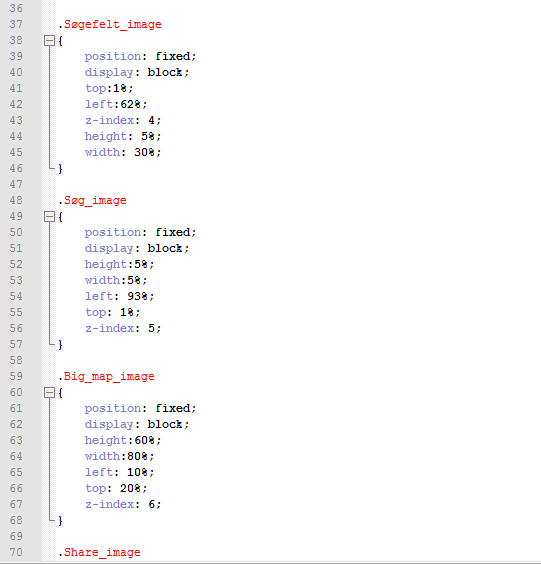 36
37 .Søgefelt_image
38 {
39 position: fixed;
40 display: block;
41 top:1%;
42 left:62%;
43 z-index: 4;
44 height: 5%;
45 width: 30%;
46 }
47
48 .Søg_image
49 {
50 position: fixed;
51 display: block;
52 height:5%;
53 width:5%;
54 left: 93%;
55 top: 1%;
56 z-index: 5;
57 }
58
59 .Big_map_image
60 {
61 position: fixed;
62 display: block;
63 height:60%;
64 width:80%;
65 left: 10%;
66 top: 20%;
67 z-index: 6;
68 }
69
70 .Share_image